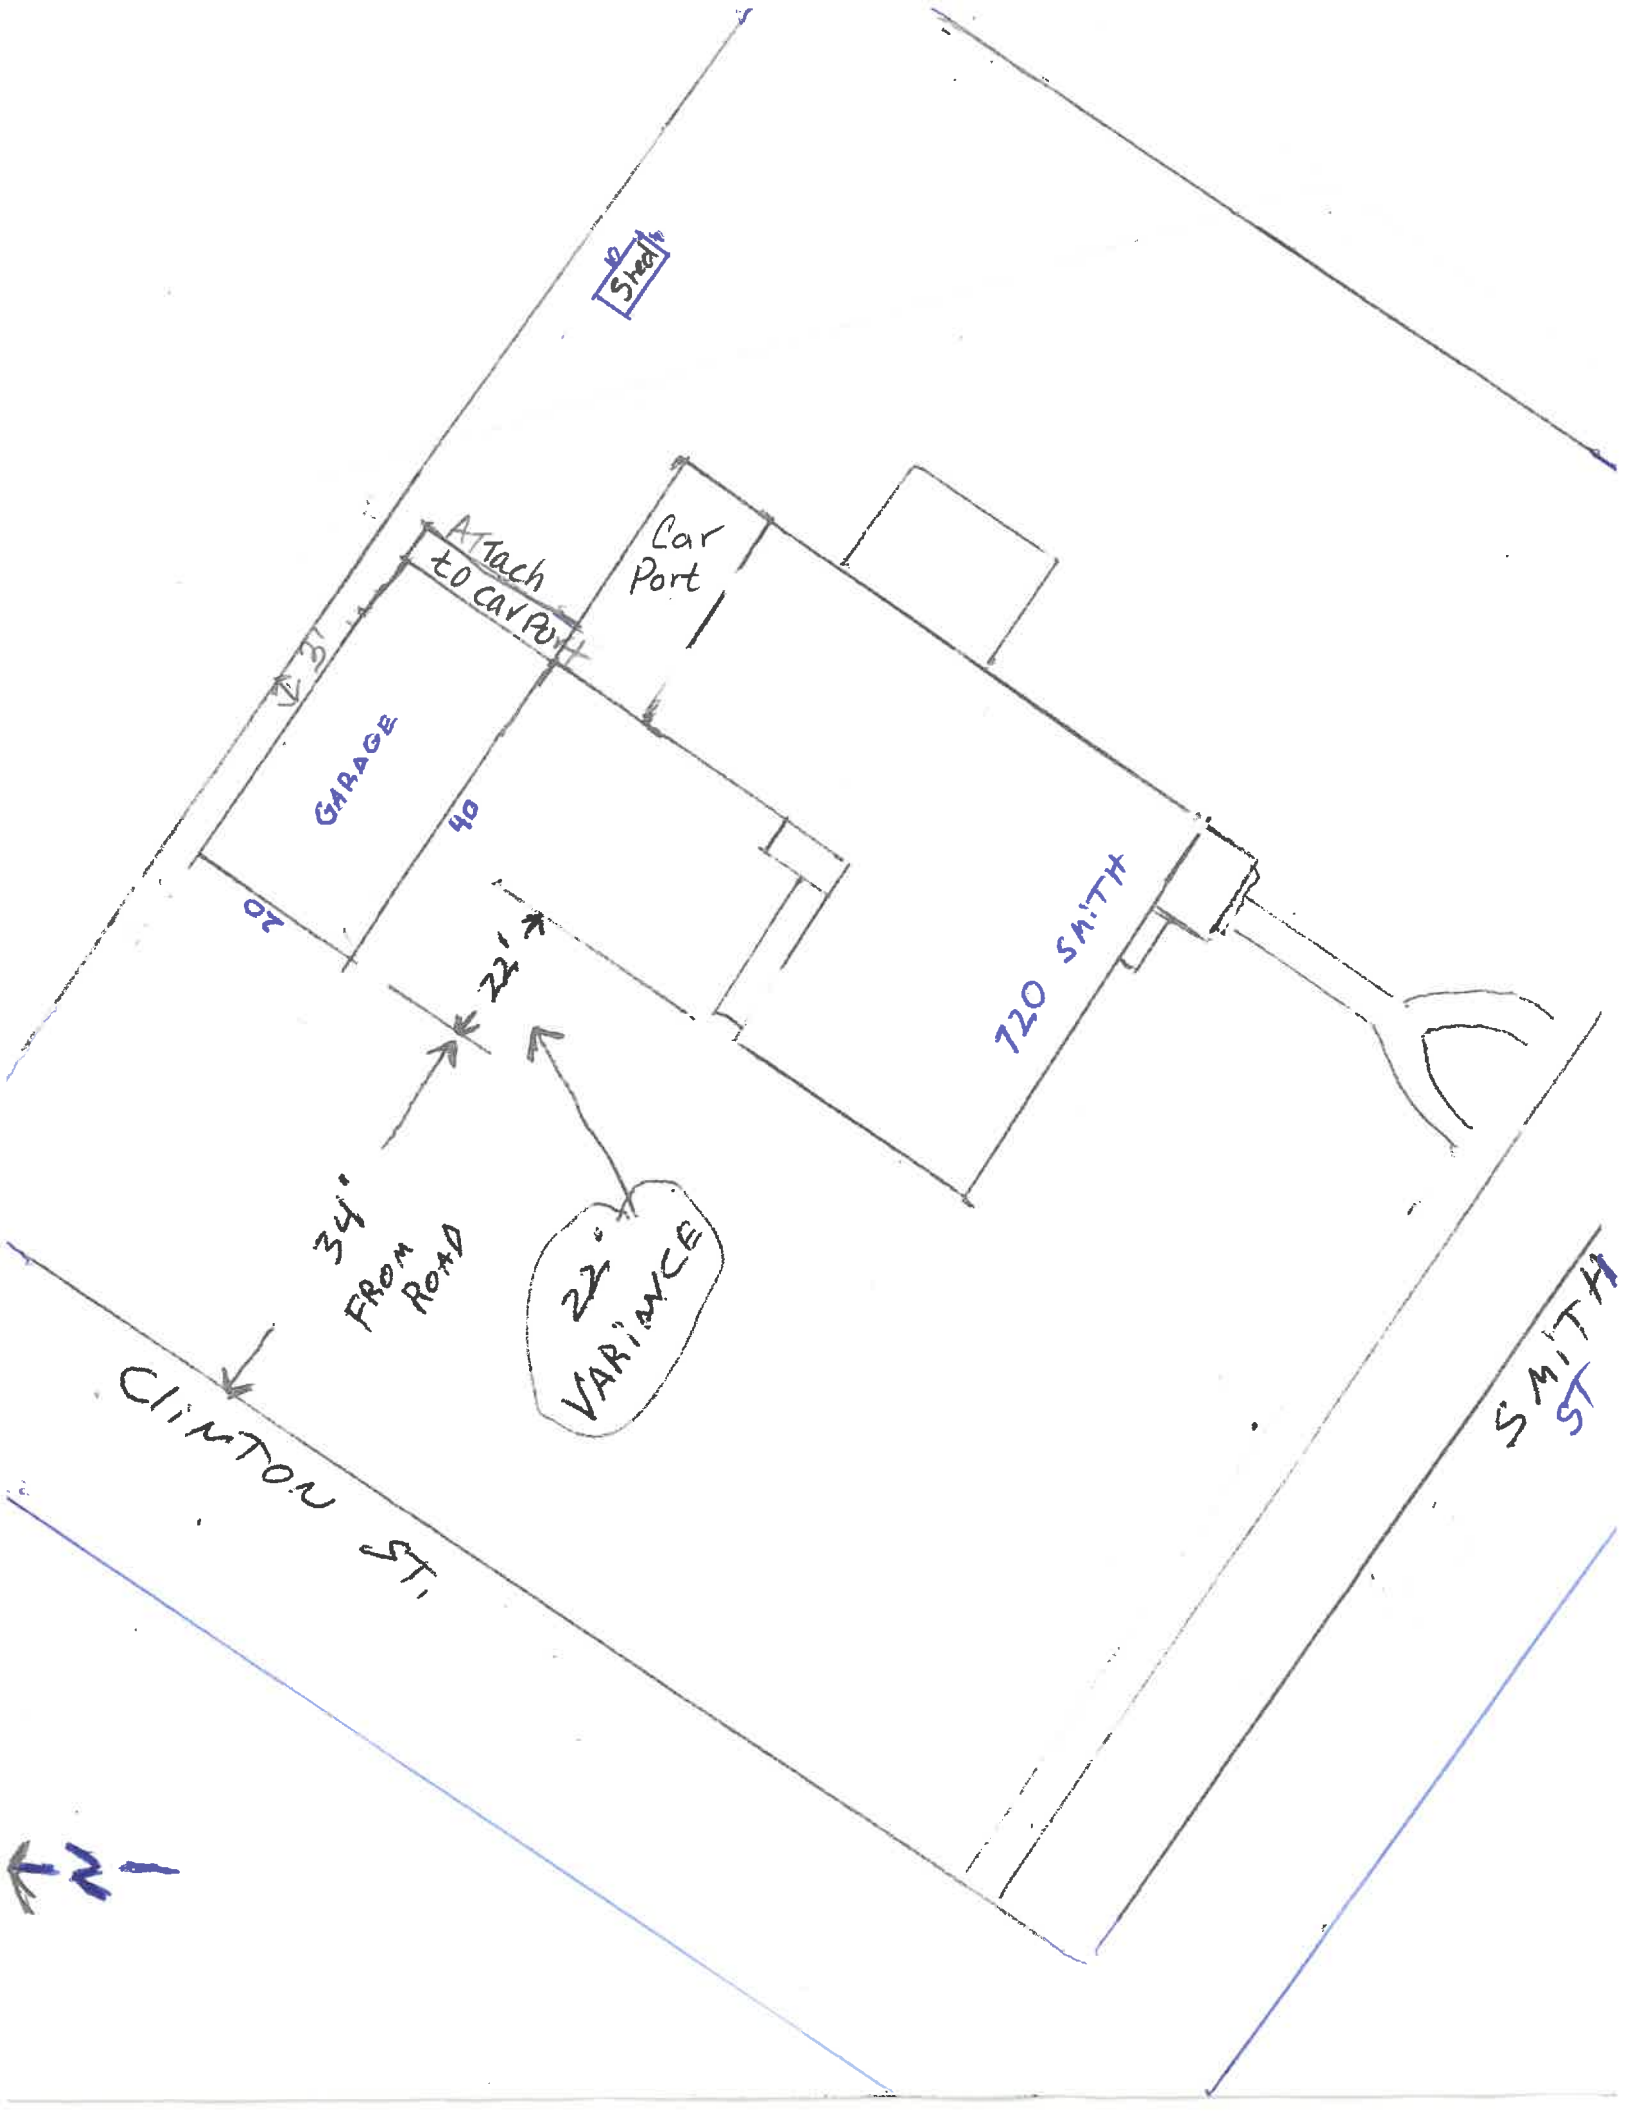 10
Shed
Car
Port
ATTach
to carPort
3'
GARAGE
40
20
22'
720 SMITH
34'
FROM
ROAD
22'
VARiANCE
CliNTON ST.
SMITH
ST
N